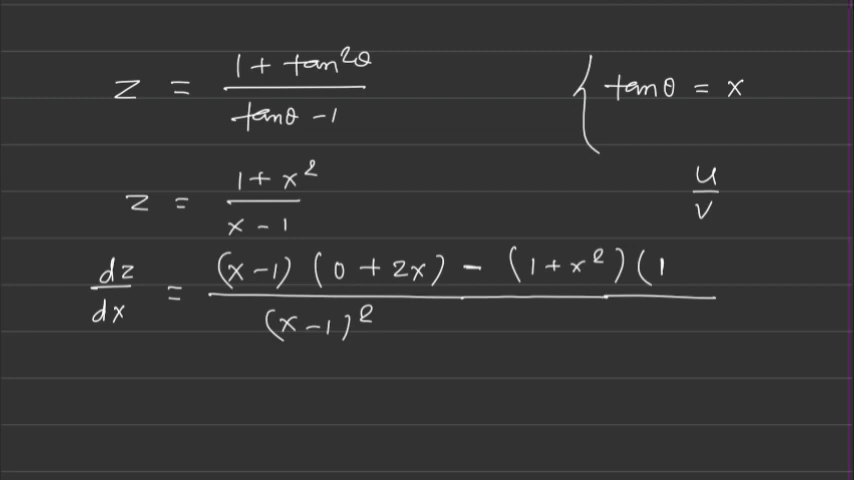 z = (1 + tan²θ)/(tanθ - 1) { tanθ = x
z = (1 + x²)/(x - 1) u/v
dz/dx = ((x-1) (0 + 2x) - (1 + x²) (1)/((x-1)²)